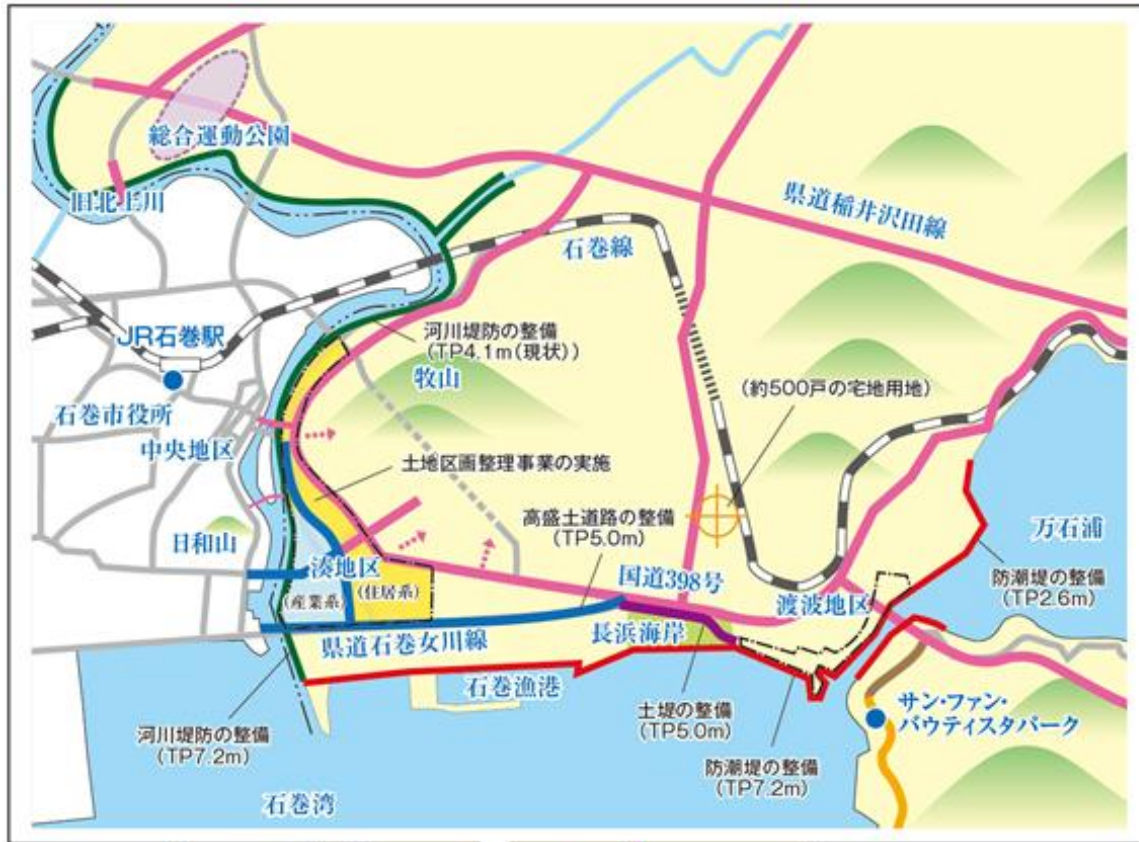 総合運動公園
旧北上川
県道稲井沢田線
石巻線
JR石巻駅
河川堤防の整備
(TP4.1m(現状))
牧山
(約500戸の宅地用地)
石巻市役所
中央地区
土地区画整理事業の実施
高盛土道路の整備
(TP5.0m)
万石浦
日和山
湊地区
国道398号
防潮堤の整備
(TP2.6m)
(産業系)
(住居系)
渡波地区
県道石巻女川線
長浜海岸
石巻漁港
サン・ファン・
バウティスタパーク
河川堤防の整備
(TP7.2m)
土堤の整備
(TP5.0m)
防潮堤の整備
(TP7.2m)
石巻湾